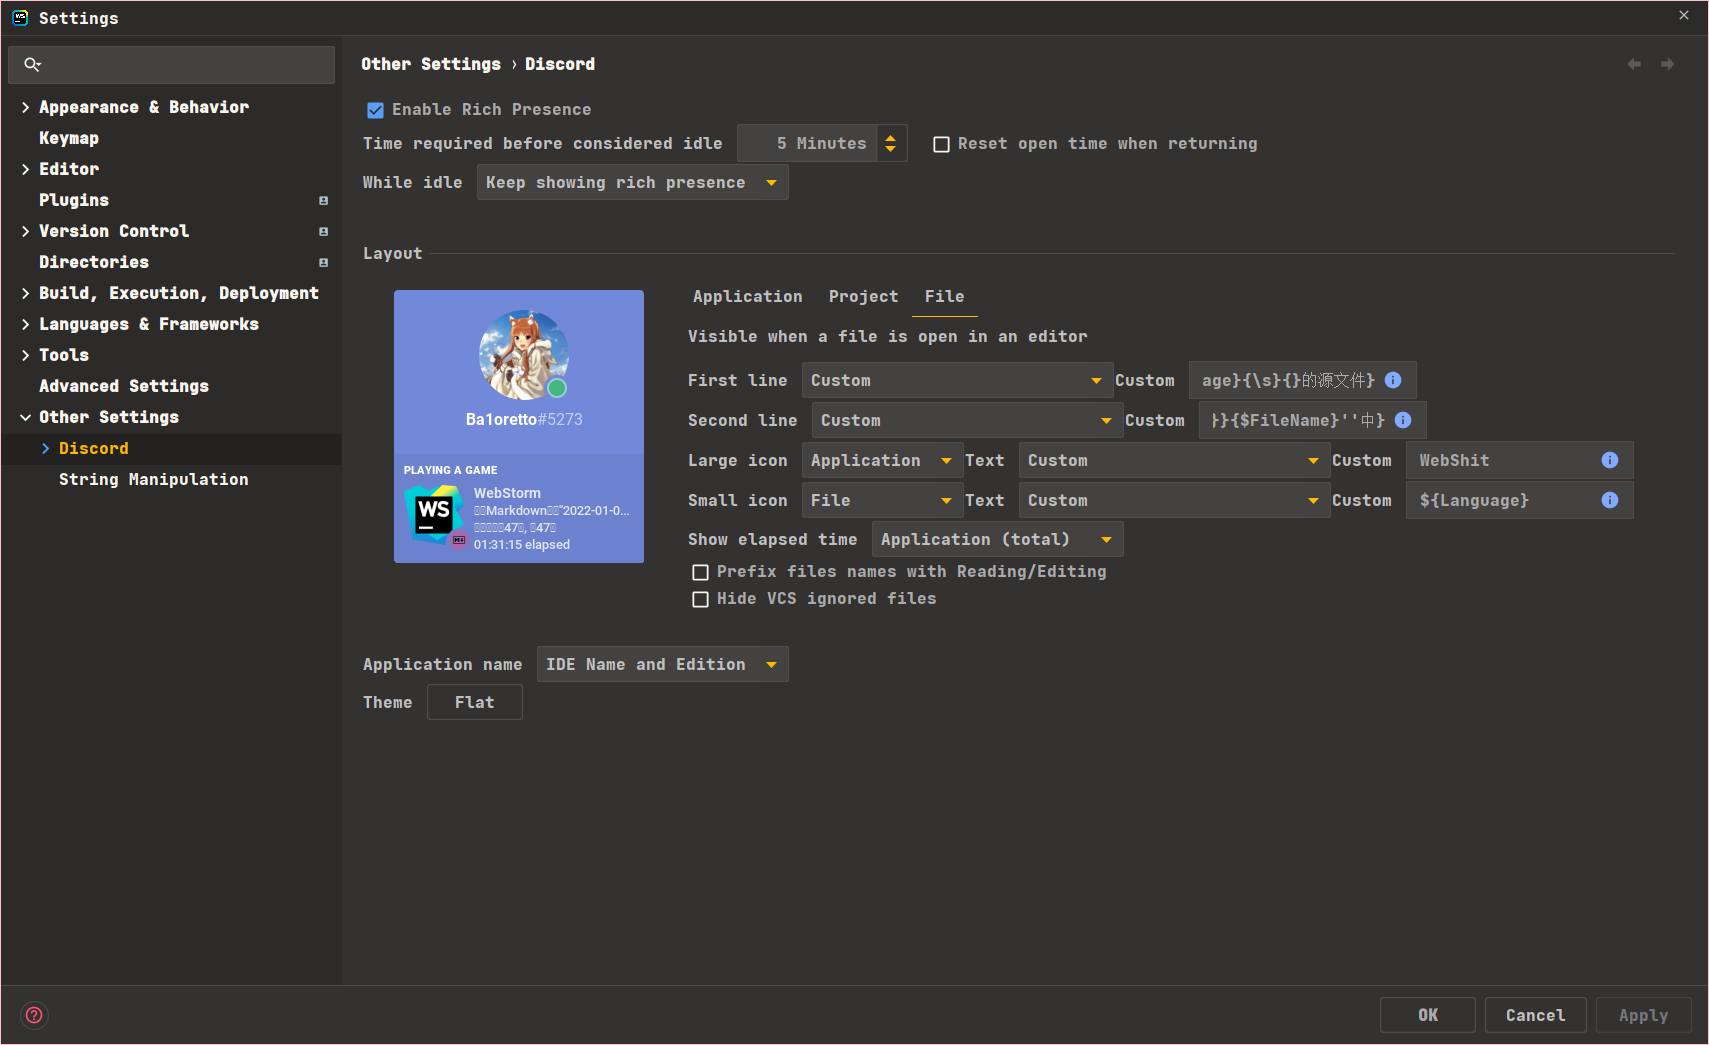 Settings
Other Settings › Discord
Appearance & Behavior
Keymap
Editor
Plugins
Version Control
Directories
Build, Execution, Deployment
Languages & Frameworks
Tools
Advanced Settings
Other Settings
Discord
String Manipulation
Enable Rich Presence
Time required before considered idle 5 Minutes Reset open time when returning
While idle Keep showing rich presence
Layout
Ba1oretto#5273
PLAYING A GAME
WS
WebStorm
Markdown "2022-01-0...
47, 47
01:31:15 elapsed
Application Project File
Visible when a file is open in an editor
First line Custom Custom age}{\s}{}的源文件}
Second line Custom Custom }}{$FileName}''中}
Large icon Application Text Custom Custom WebShit
Small icon File Text Custom Custom ${Language}
Show elapsed time Application (total)
Prefix files names with Reading/Editing
Hide VCS ignored files
Application name IDE Name and Edition
Theme Flat
OK Cancel Apply